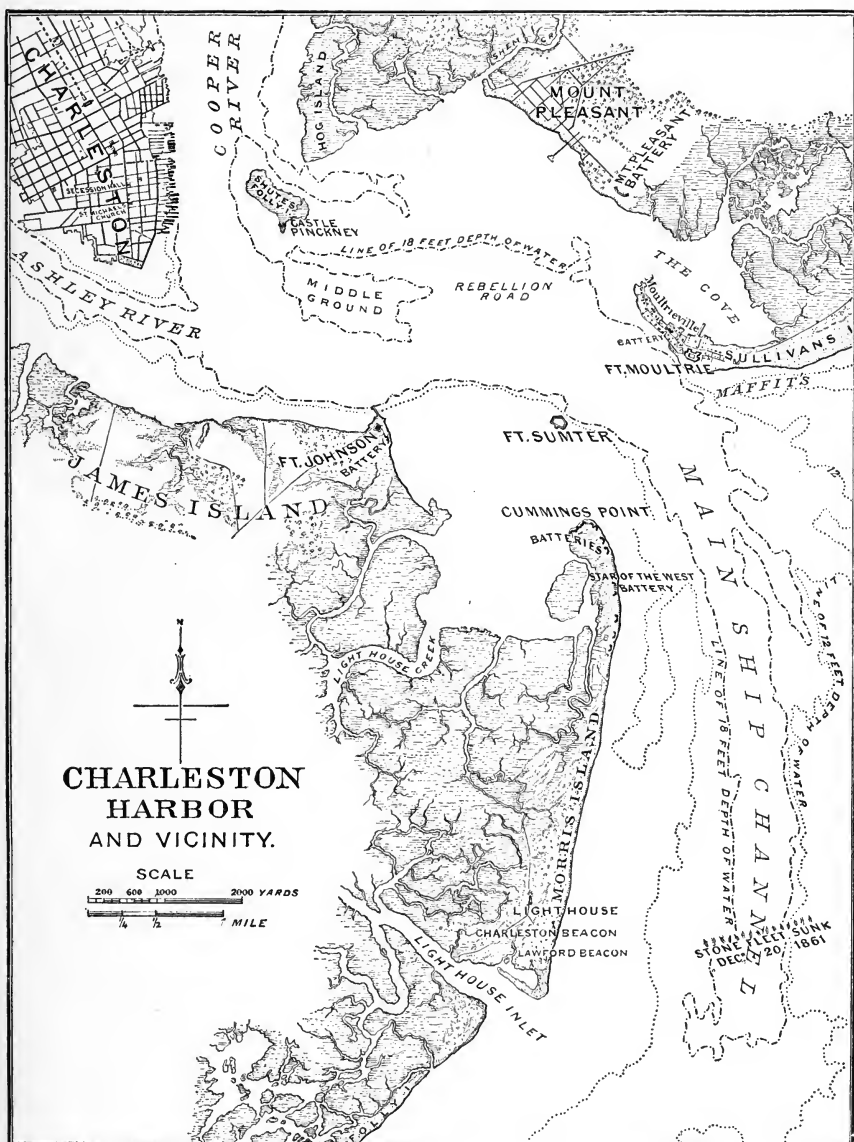 CHARLESTON
SECESSION HALL
ST MICHAEL'S
CHURCH
COOPER
RIVER
HOG ISLAND
SHEM CR.
MOUNT
PLEASANT
MT. PLEASANT
BATTERY
SHUTES
FOLLY
CASTLE
PINCKNEY
LINE OF 18 FEET DEPTH OF WATER
MIDDLE
GROUND
REBELLION
ROAD
THE COVE
ASHLEY RIVER
Moultrieville
BATTERY
SULLIVANS I
FT. MOULTRIE
MAFFIT'S
FT. JOHNSON
BATTERY
FT. SUMTER
JAMES ISLAND
CUMMINGS POINT
BATTERIES
STAR OF THE WEST
BATTERY
MAIN SHIP CHANNEL
12
LINE OF 12 FEET DEPTH OF WATER
LINE OF 18 FEET DEPTH OF WATER
LIGHT HOUSE CREEK
MORRIS ISLAND
N
CHARLESTON
HARBOR
AND VICINITY.
SCALE
200 600 1000 2000 YARDS
1/4 1/2 1 MILE
LIGHT HOUSE
CHARLESTON BEACON
LAWFORD BEACON
LIGHT HOUSE INLET
STONE FLEET SUNK
DEC. 20, 1861
FOLLY I.